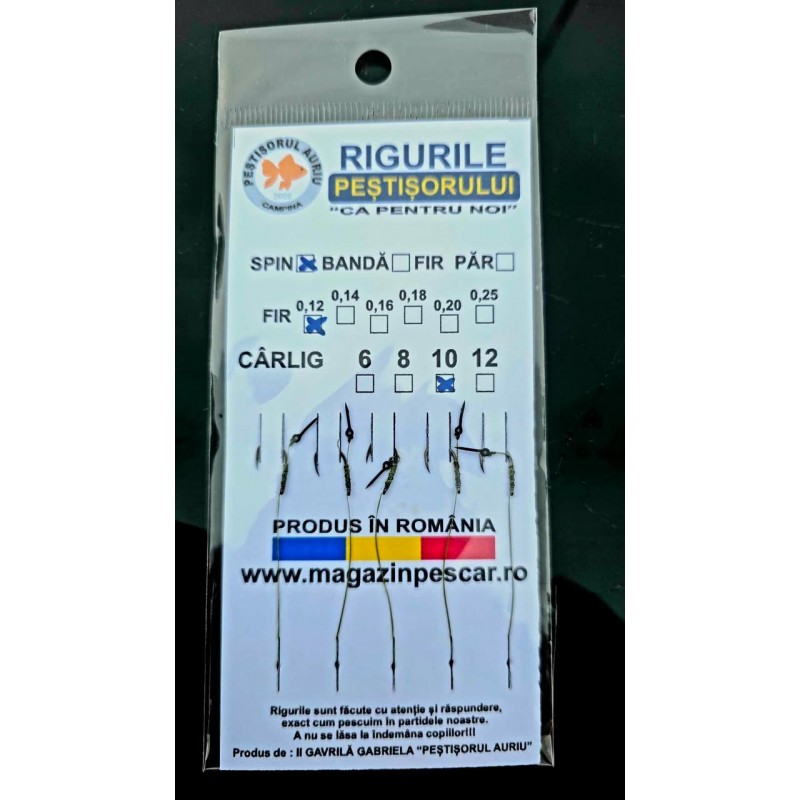 PEȘTIȘORUL AURIU
CAMPINA
RIGURILE
PEȘTIȘORULUI
"CA PENTRU NOI"
SPIN BANDĂ FIR PĂR
FIR 0,12 0,14 0,16 0,18 0,20 0,25
CÂRLIG 6 8 10 12
PRODUS ÎN ROMÂNIA
www.magazinpescar.ro
Rigurile sunt făcute cu atenție și răspundere,
exact cum pescuim în partidele noastre.
A nu se lăsa la îndemâna copiilor!!!
Produs de : II GAVRILĂ GABRIELA "PEȘTIȘORUL AURIU"